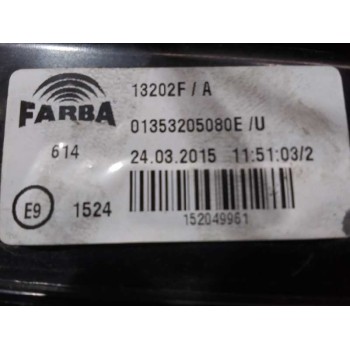 FARBA
13202F / A
01353205080E /U
614
24.03.2015 11:51:03/2
E9 1524
152049961